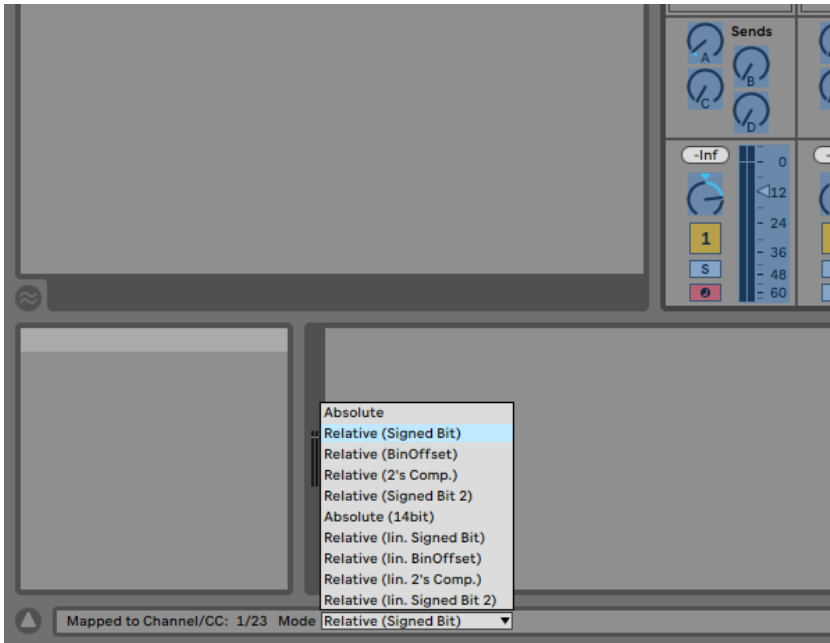 Sends
A
B
C
D
-Inf
0
12
24
1
36
S
48
60
Absolute
Relative (Signed Bit)
Relative (BinOffset)
Relative (2's Comp.)
Relative (Signed Bit 2)
Absolute (14bit)
Relative (lin. Signed Bit)
Relative (lin. BinOffset)
Relative (lin. 2's Comp.)
Relative (lin. Signed Bit 2)
Mapped to Channel/CC: 1/23 Mode Relative (Signed Bit)